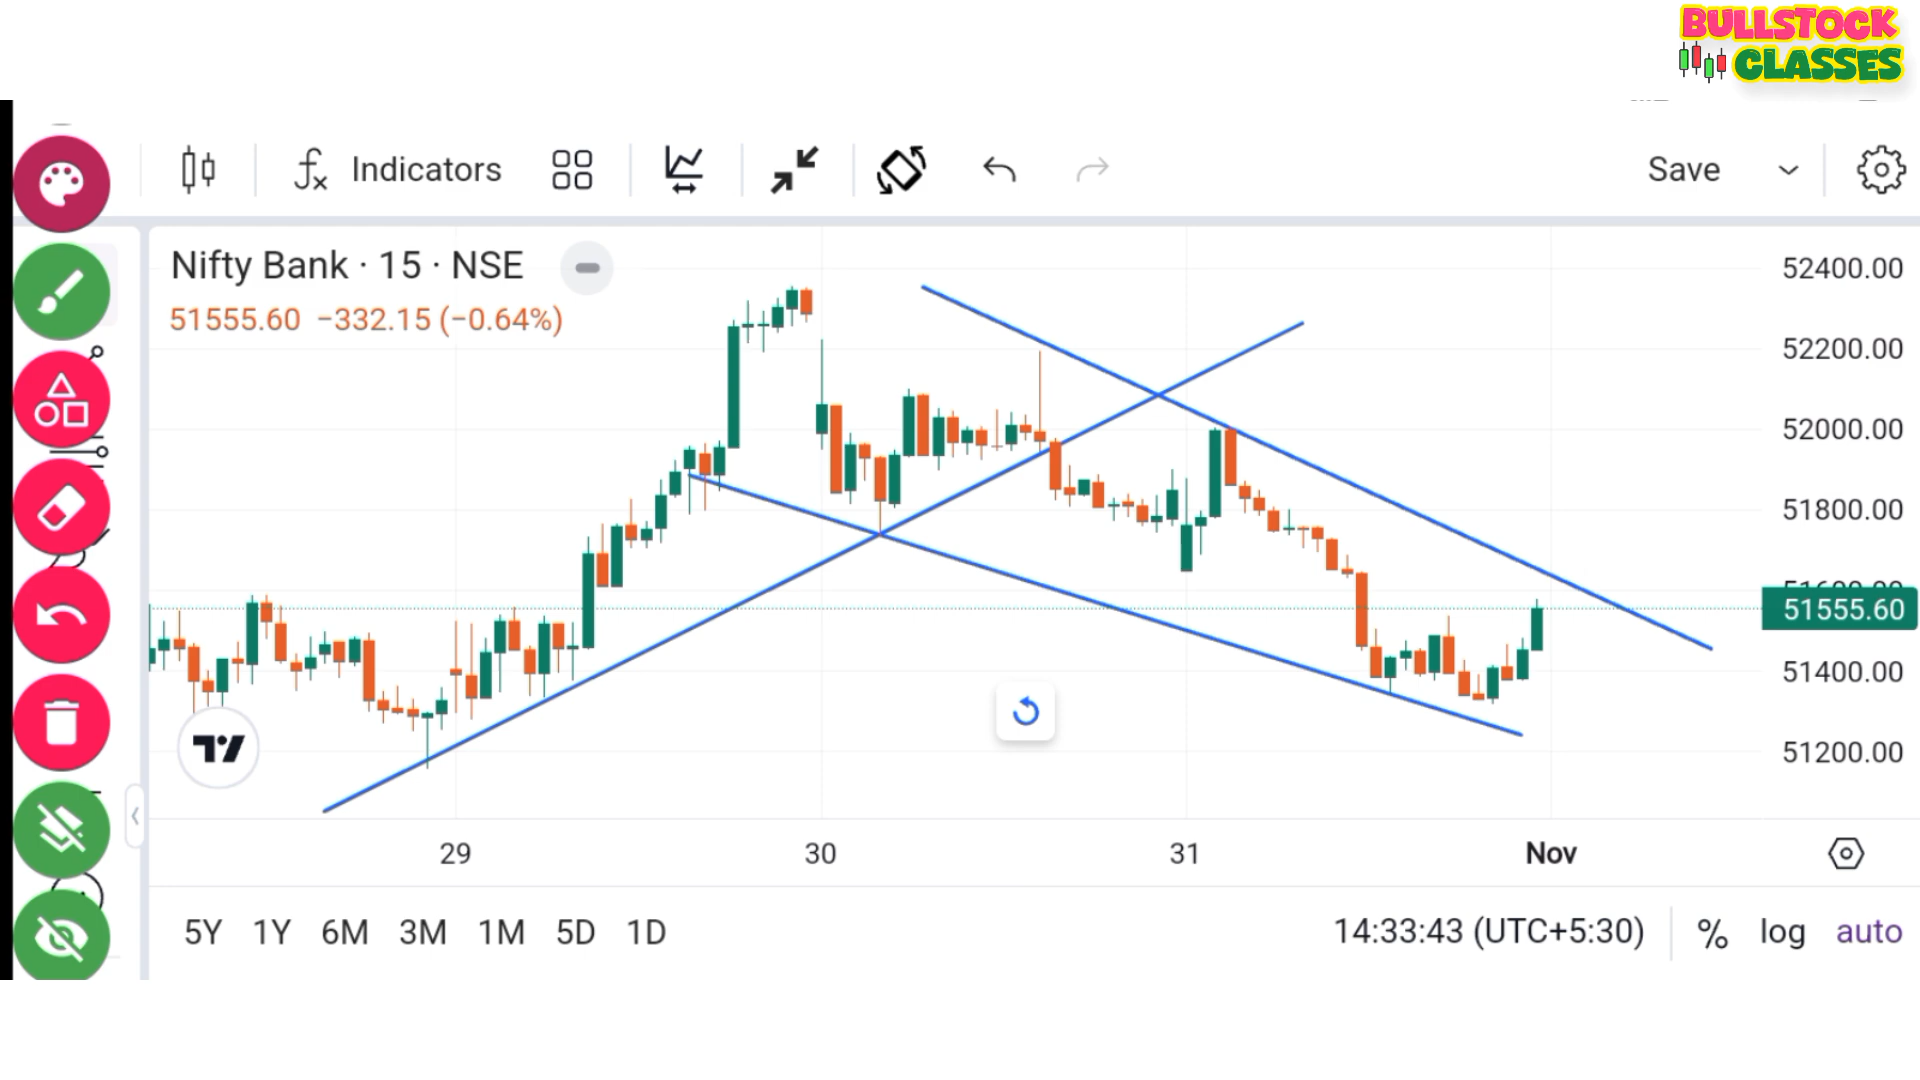 BULLSTOCK
CLASSES
Indicators
Save
Nifty Bank · 15 · NSE
51555.60 −332.15 (−0.64%)
52400.00
52200.00
52000.00
51800.00
51555.60
51400.00
51200.00
29 30 31 Nov
5Y 1Y 6M 3M 1M 5D 1D
14:33:43 (UTC+5:30) % log auto